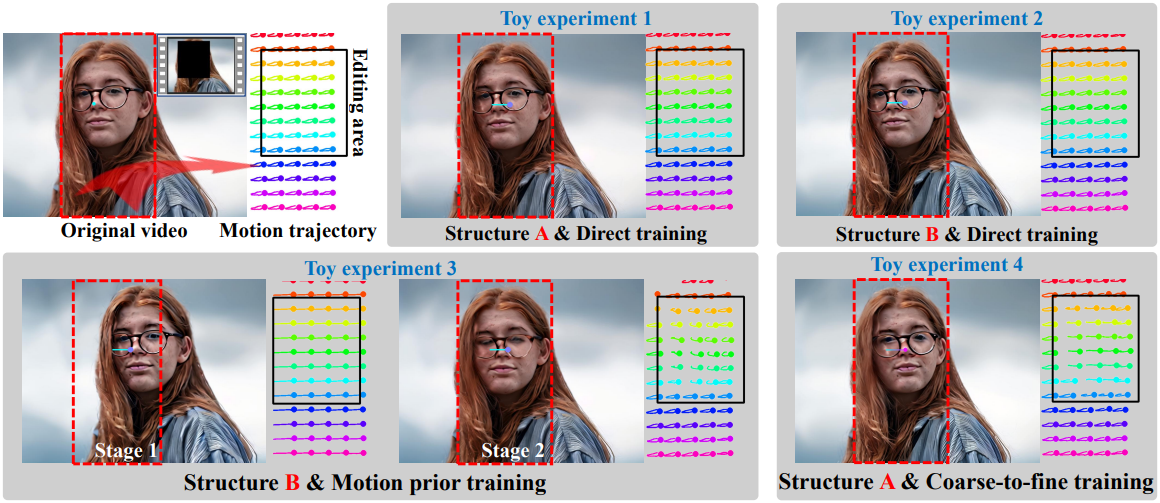 Original video
Motion trajectory
Editing area
Toy experiment 1
Structure A & Direct training
Toy experiment 2
Structure B & Direct training
Toy experiment 3
Stage 1
Stage 2
Structure B & Motion prior training
Toy experiment 4
Structure A & Coarse-to-fine training